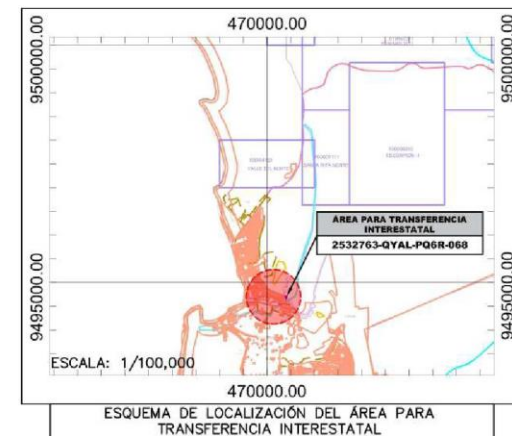 470000.00
9500000.00
9500000.00
ÁREA PARA TRANSFERENCIA
INTERESTATAL
2532763-QYAL-PQ6R-068
9495000.00
9495000.00
ESCALA: 1/100,000
470000.00
ESQUEMA DE LOCALIZACIÓN DEL ÁREA PARA
TRANSFERENCIA INTERESTATAL